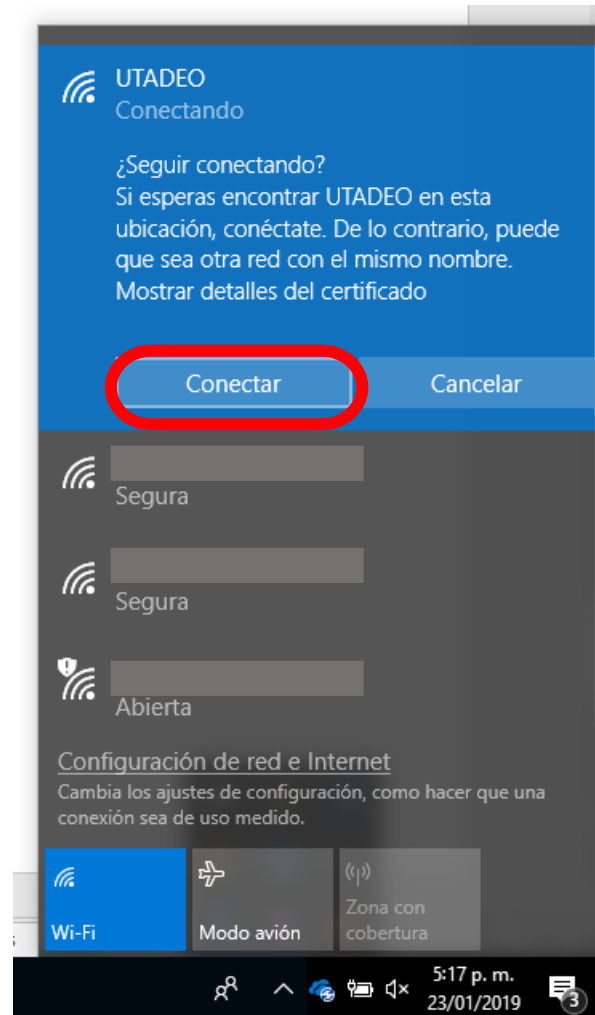 UTADEO
Conectando
¿Seguir conectando?
Si esperas encontrar UTADEO en esta
ubicación, conéctate. De lo contrario, puede
que sea otra red con el mismo nombre.
Mostrar detalles del certificado
Conectar
Cancelar
Segura
Segura
Abierta
Configuración de red e Internet
Cambia los ajustes de configuración, como hacer que una
conexión sea de uso medido.
Wi-Fi
Modo avión
Zona con
cobertura
s
5:17 p. m.
23/01/2019
3